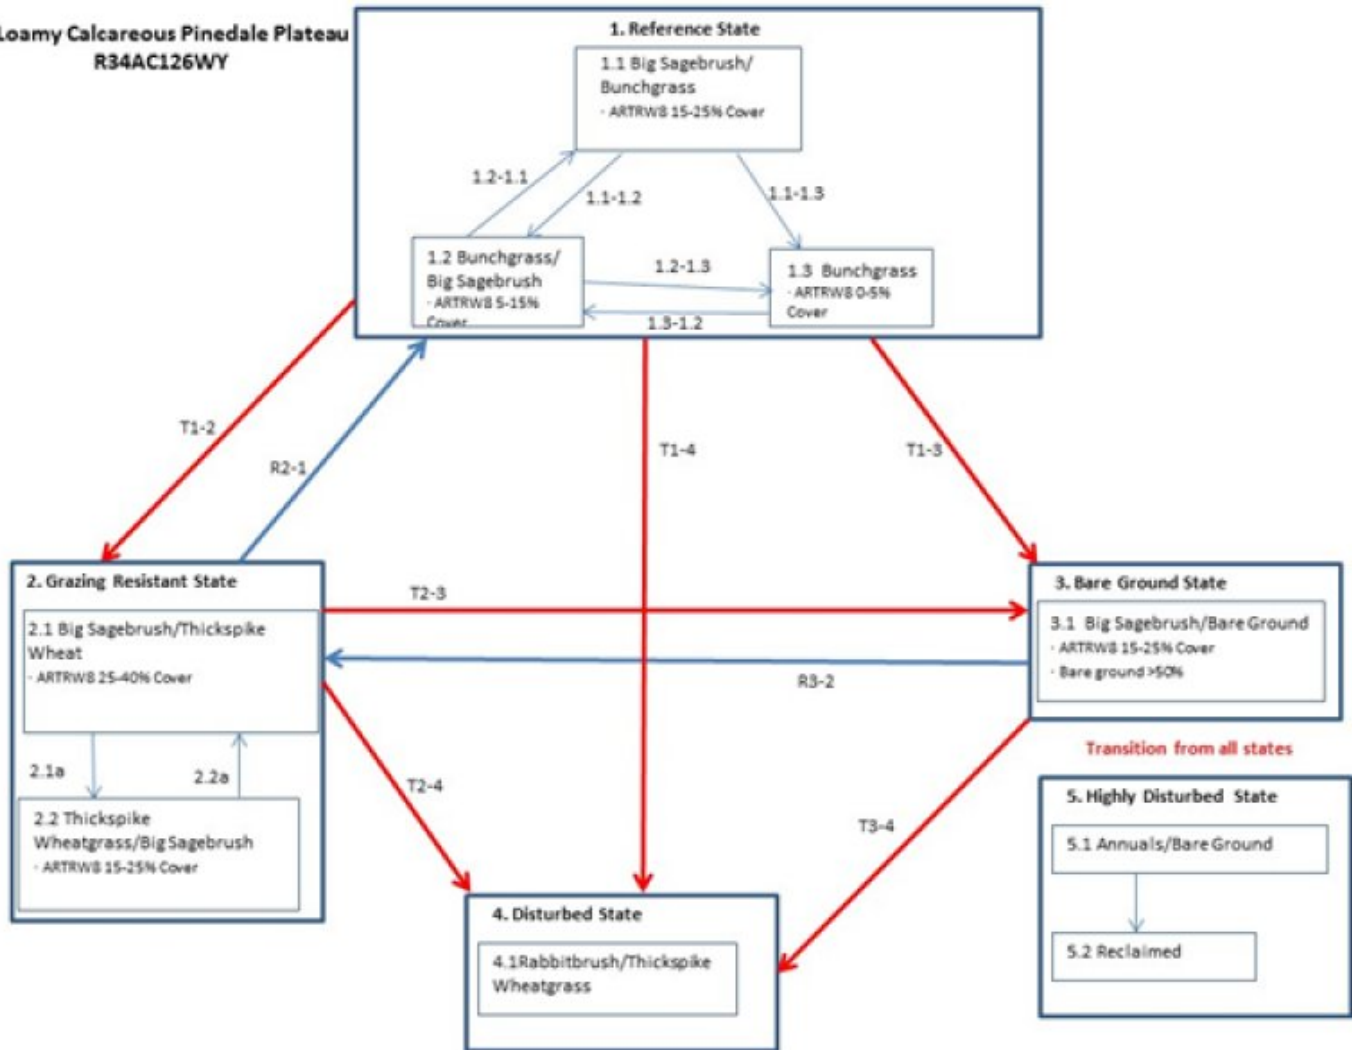 Loamy Calcareous Pinedale Plateau
R34AC126WY
1. Reference State
1.1 Big Sagebrush/
Bunchgrass
· ARTRW8 15-25% Cover
1.2-1.1
1.1-1.2
1.1-1.3
1.2 Bunchgrass/
Big Sagebrush
· ARTRW8 5-15%
Cover
1.2-1.3
1.3-1.2
1.3 Bunchgrass
· ARTRW8 0-5%
Cover
T1-2
R2-1
T1-4
T1-3
2. Grazing Resistant State
2.1 Big Sagebrush/Thickspike
Wheat
· ARTRW8 25-40% Cover
2.1a
2.2a
2.2 Thickspike
Wheatgrass/Big Sagebrush
· ARTRW8 15-25% Cover
T2-3
R3-2
3. Bare Ground State
3.1 Big Sagebrush/Bare Ground
· ARTRW8 15-25% Cover
· Bare ground >50%
T2-4
T3-4
Transition from all states
4. Disturbed State
4.1Rabbitbrush/Thickspike
Wheatgrass
5. Highly Disturbed State
5.1 Annuals/Bare Ground
5.2 Reclaimed